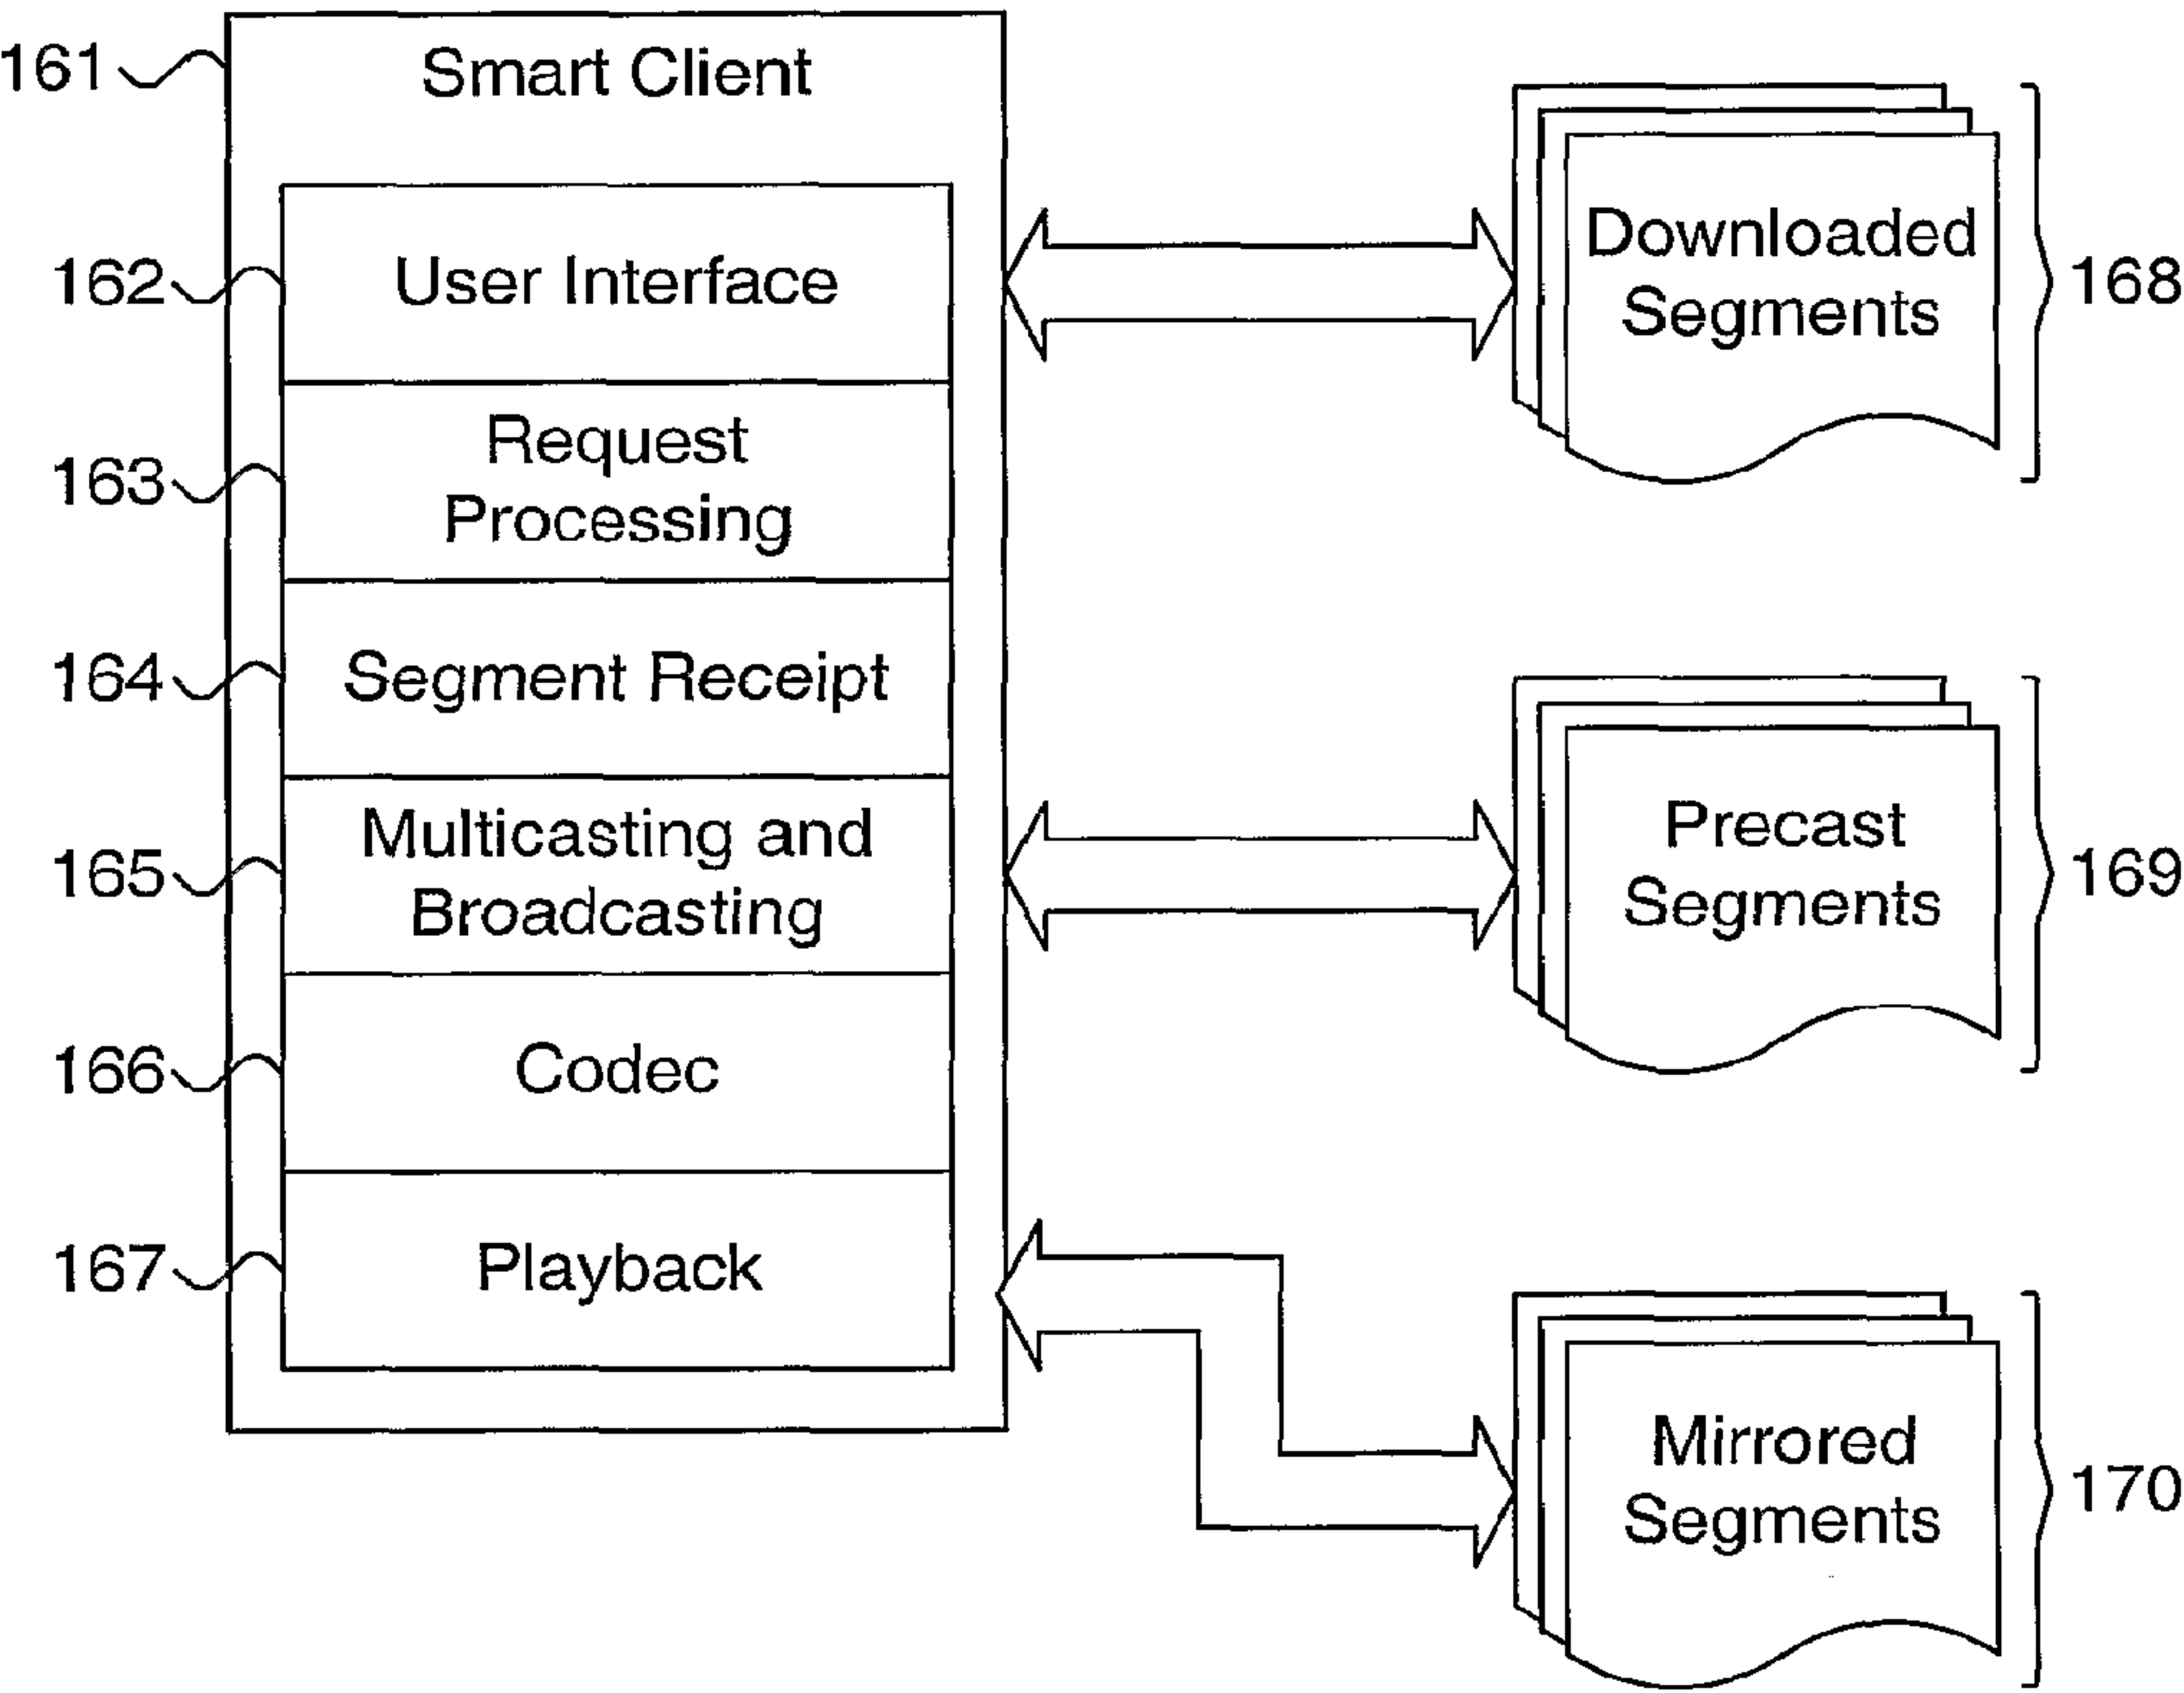 161
Smart Client
162
User Interface
163
Request
Processing
164
Segment Receipt
165
Multicasting and
Broadcasting
166
Codec
167
Playback
Downloaded
Segments
168
Precast
Segments
169
Mirrored
Segments
170